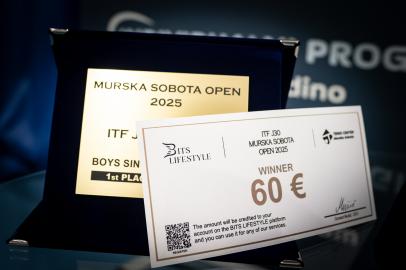 PROG
dino
MURSKA SOBOTA OPEN
2025
ITF J30
BOYS SIN
1st PLAC
BITS
LIFESTYLE
ITF J30
MURSKA SOBOTA
OPEN 2025
WINNER
60 €
The amount will be credited to your
account on the BITS LIFESTYLE platform
and you can use it for any of our services.